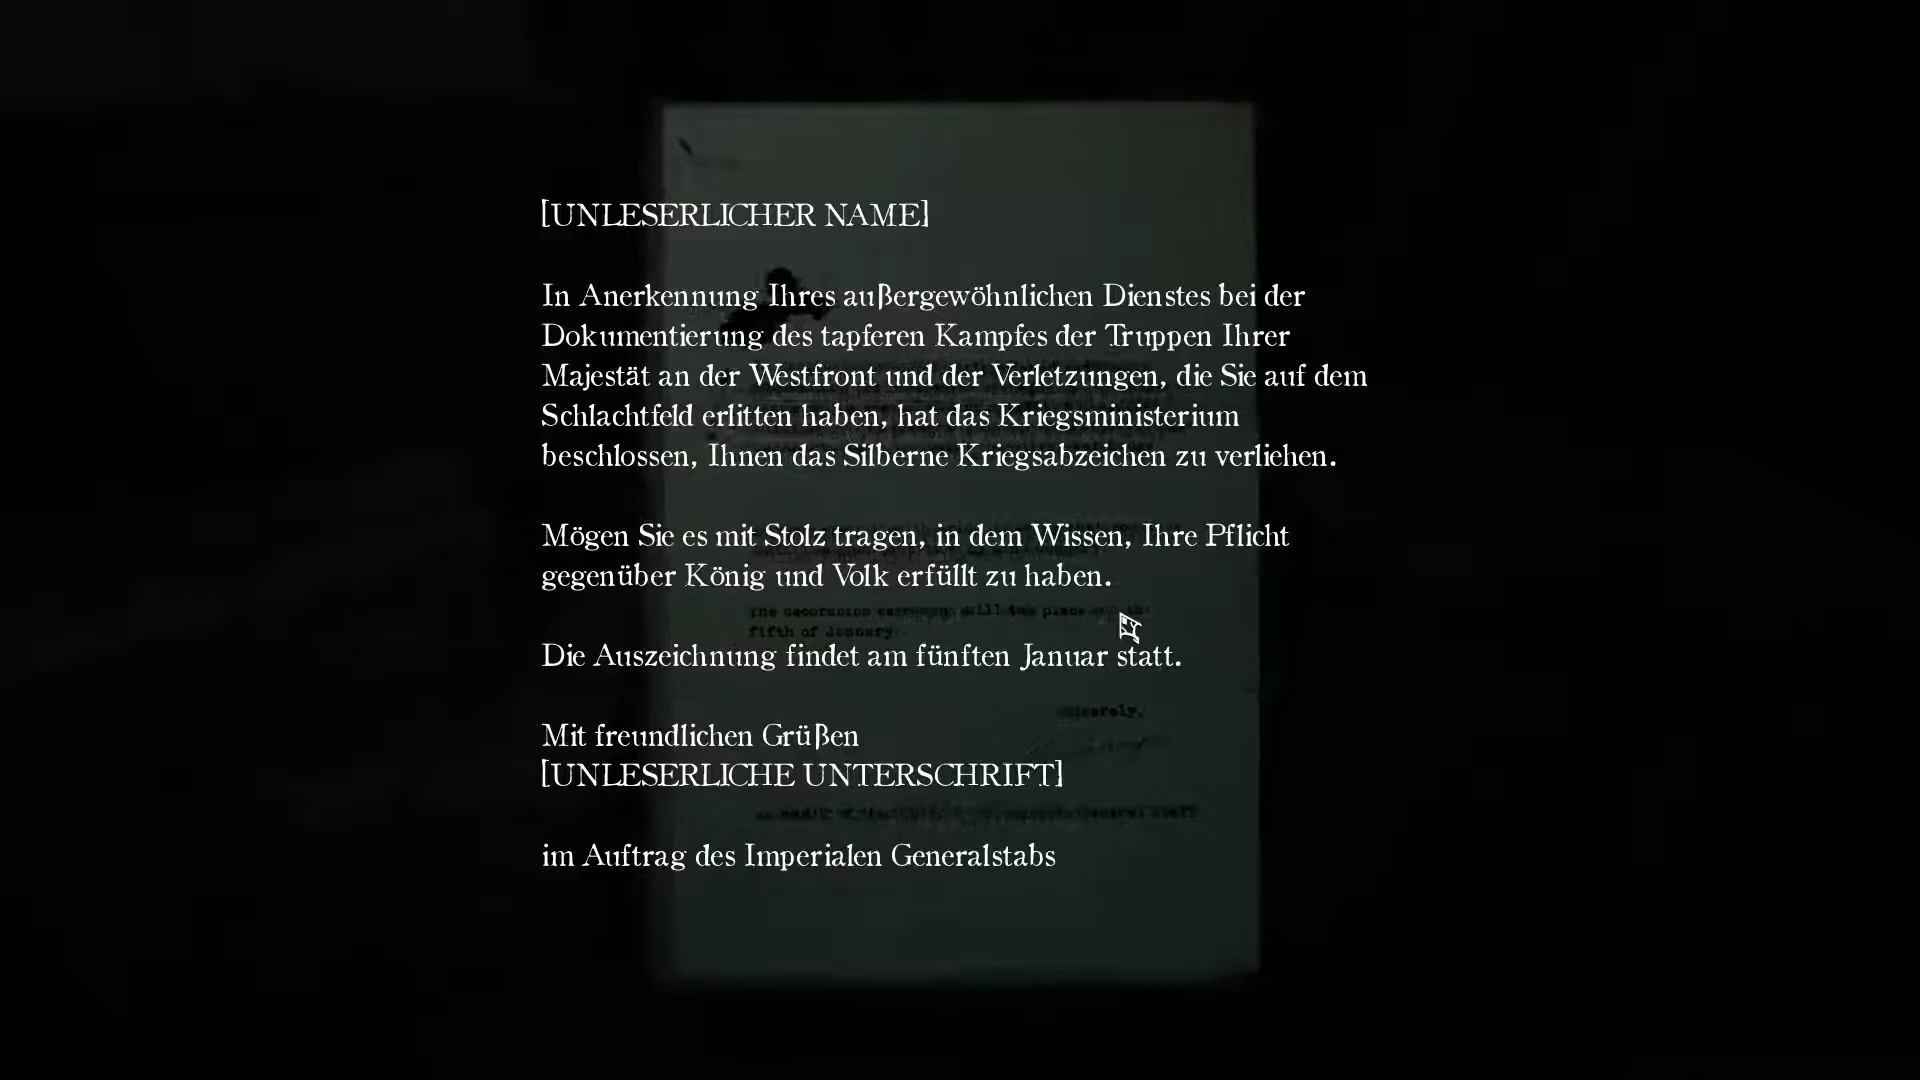 [UNLESERLICHER NAME]
In Anerkennung Ihres außergewöhnlichen Dienstes bei der
Dokumentierung des tapferen Kampfes der Truppen Ihrer
Majestät an der Westfront und der Verletzungen, die Sie auf dem
Schlachtfeld erlitten haben, hat das Kriegsministerium
beschlossen, Ihnen das Silberne Kriegsabzeichen zu verliehen.
Mögen Sie es mit Stolz tragen, in dem Wissen, Ihre Pflicht
gegenüber König und Volk erfüllt zu haben.
fifth of
Die Auszeichnung findet am fünften Januar statt.
Mit freundlichen Grüßen
[UNLESERLICHE UNTERSCHRIFT]
im Auftrag des Imperialen Generalstabs